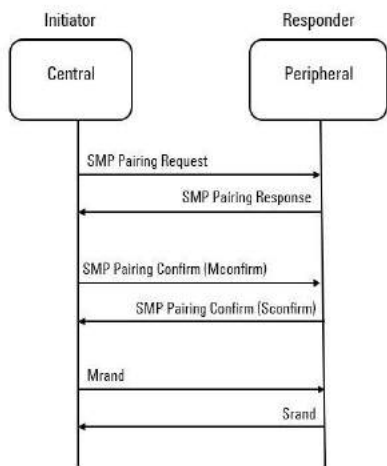 Initiator
Responder
Central
Peripheral
SMP Pairing Request
SMP Pairing Response
SMP Pairing Confirm (Mconfirm)
SMP Pairing Confirm (Sconfirm)
Mrand
Srand